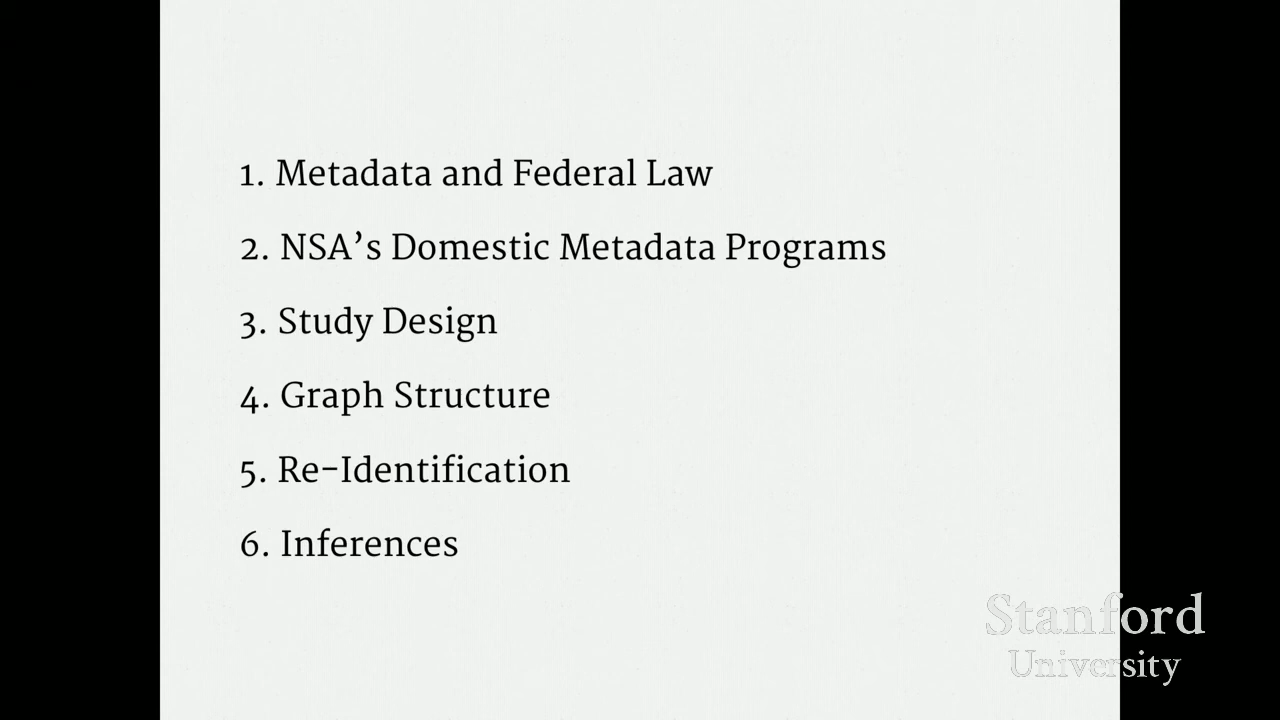 1. Metadata and Federal Law
2. NSA’s Domestic Metadata Programs
3. Study Design
4. Graph Structure
5. Re-Identification
6. Inferences
Stanford
University